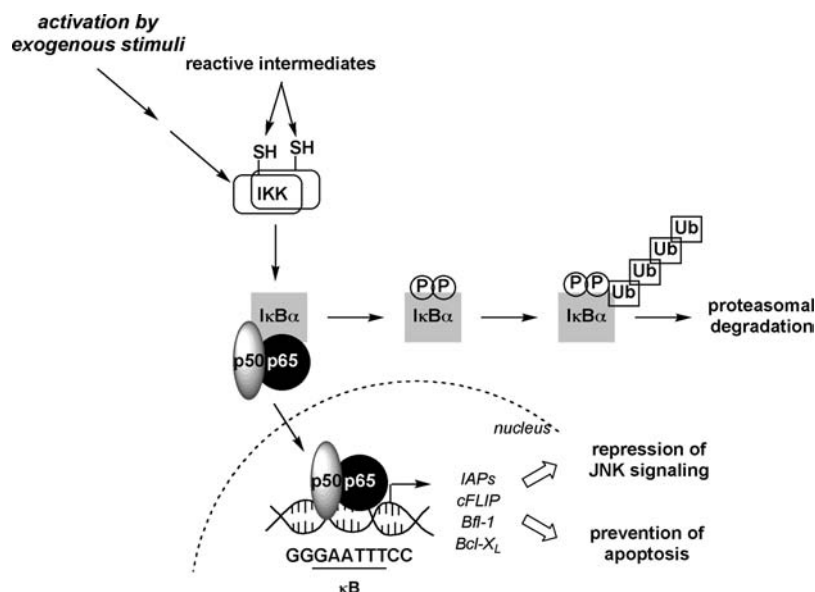 activation by
exogenous stimuli
reactive intermediates
SH
SH
IKK
IκBα
p50 p65
P P
IκBα
P P
IκBα
Ub
Ub
Ub
Ub
proteasomal
degradation
nucleus
p50 p65
IAPs
cFLIP
Bfl-1
Bcl-XL
repression of
JNK signaling
prevention of
apoptosis
GGGAATTTCC
κB